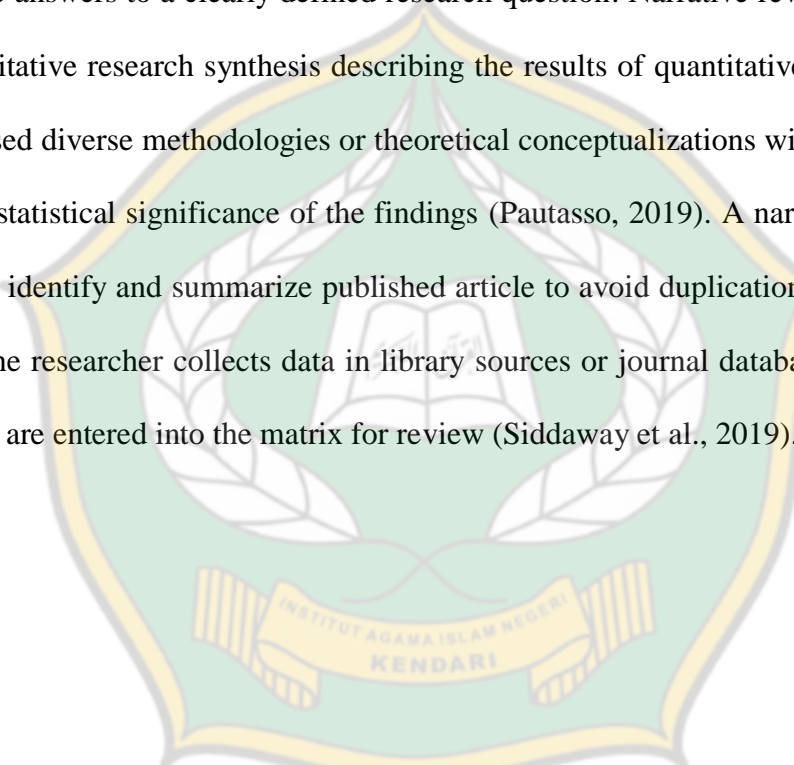 answers to a clearly defined research question. Narrative rev
itative research synthesis describing the results of quantitative
sed diverse methodologies or theoretical conceptualizations wi
statistical significance of the findings (Pautasso, 2019). A nar
identify and summarize published article to avoid duplication
ne researcher collects data in library sources or journal databa
are entered into the matrix for review (Siddaway et al., 2019).
INSTITUT AGAMA ISLAM NEGERI
KENDARI